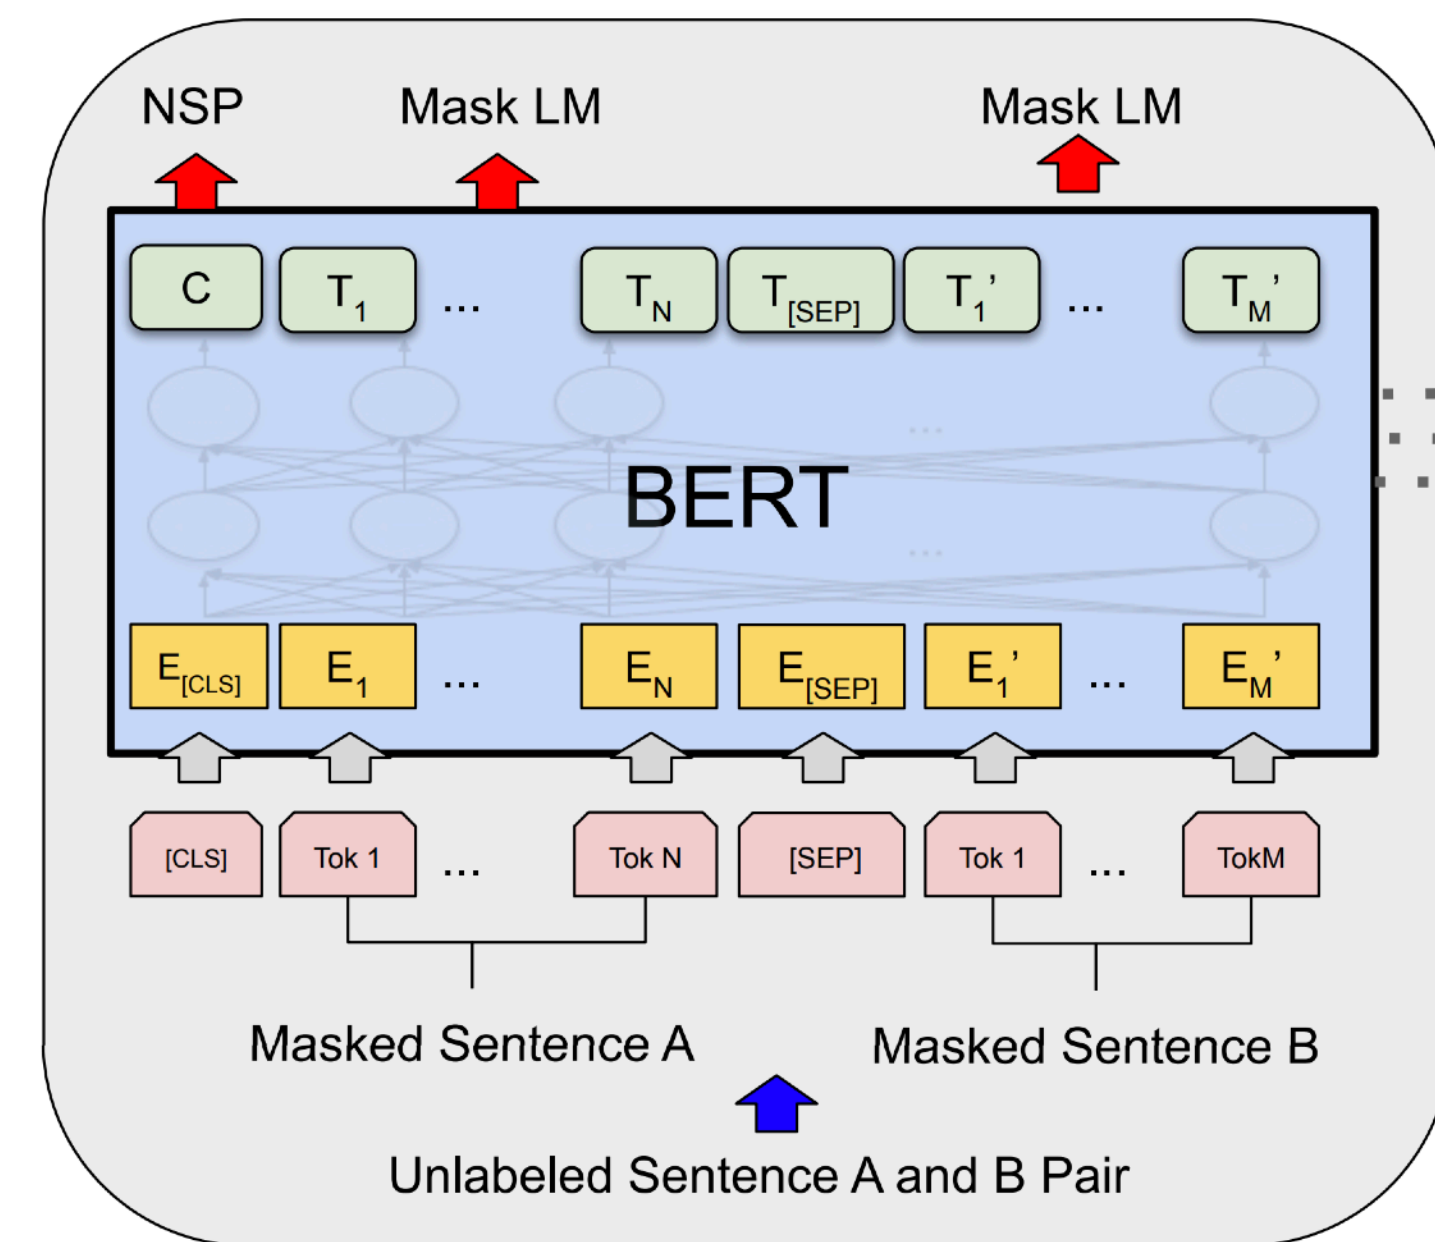 NSP Mask LM Mask LM
C T1 ... TN T[SEP] T1’ ... TM’
...
BERT
...
E[CLS] E1 ... EN E[SEP] E1’ ... EM’
[CLS] Tok 1 ... Tok N [SEP] Tok 1 ... TokM
Masked Sentence A Masked Sentence B
Unlabeled Sentence A and B Pair